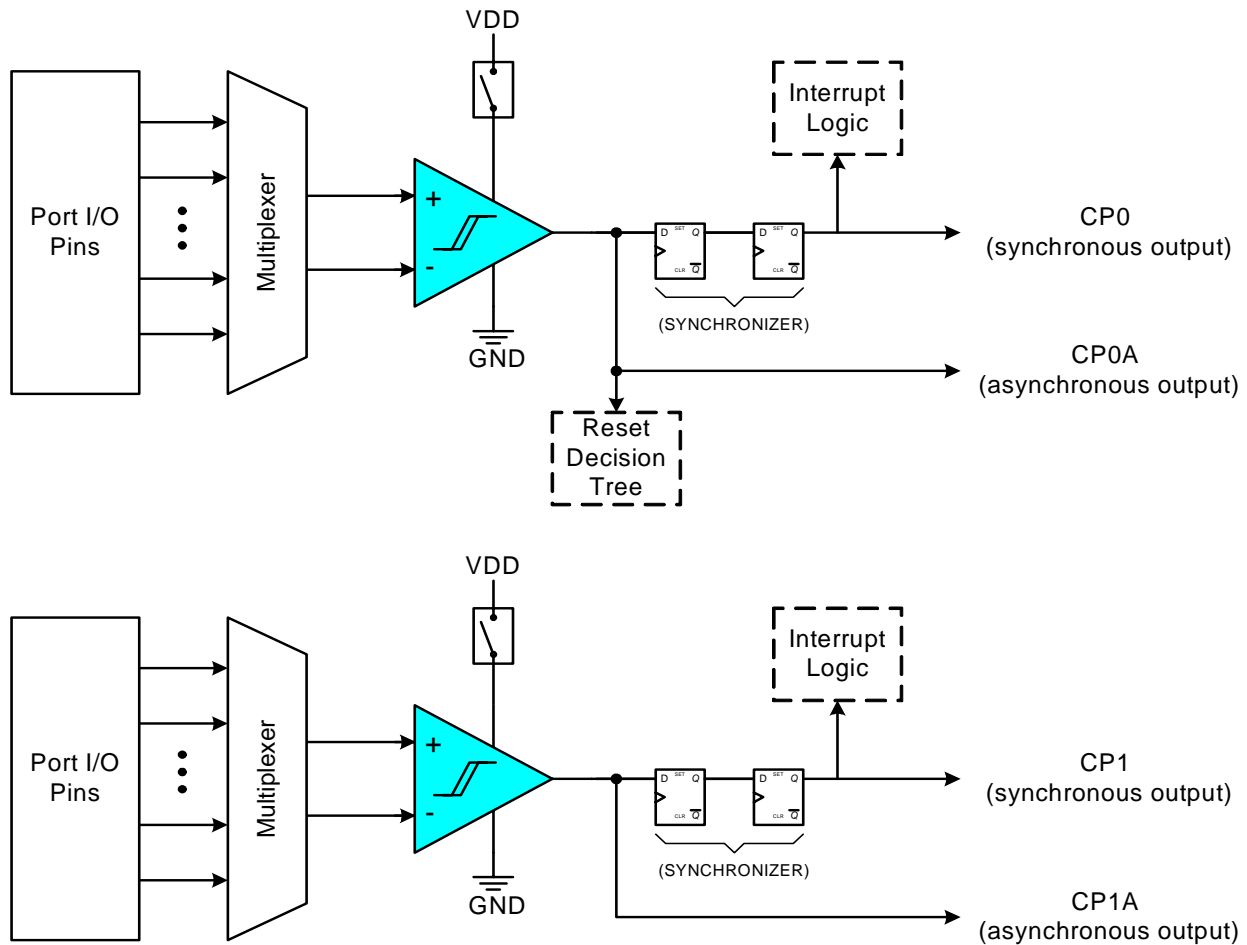 VDD
Port I/O
Pins
Multiplexer
+
-
GND
D SET Q
CLR Q
D SET Q
CLR Q
(SYNCHRONIZER)
Interrupt
Logic
CP0
(synchronous output)
CP0A
(asynchronous output)
Reset
Decision
Tree
VDD
Port I/O
Pins
Multiplexer
+
-
GND
D SET Q
CLR Q
D SET Q
CLR Q
(SYNCHRONIZER)
Interrupt
Logic
CP1
(synchronous output)
CP1A
(asynchronous output)